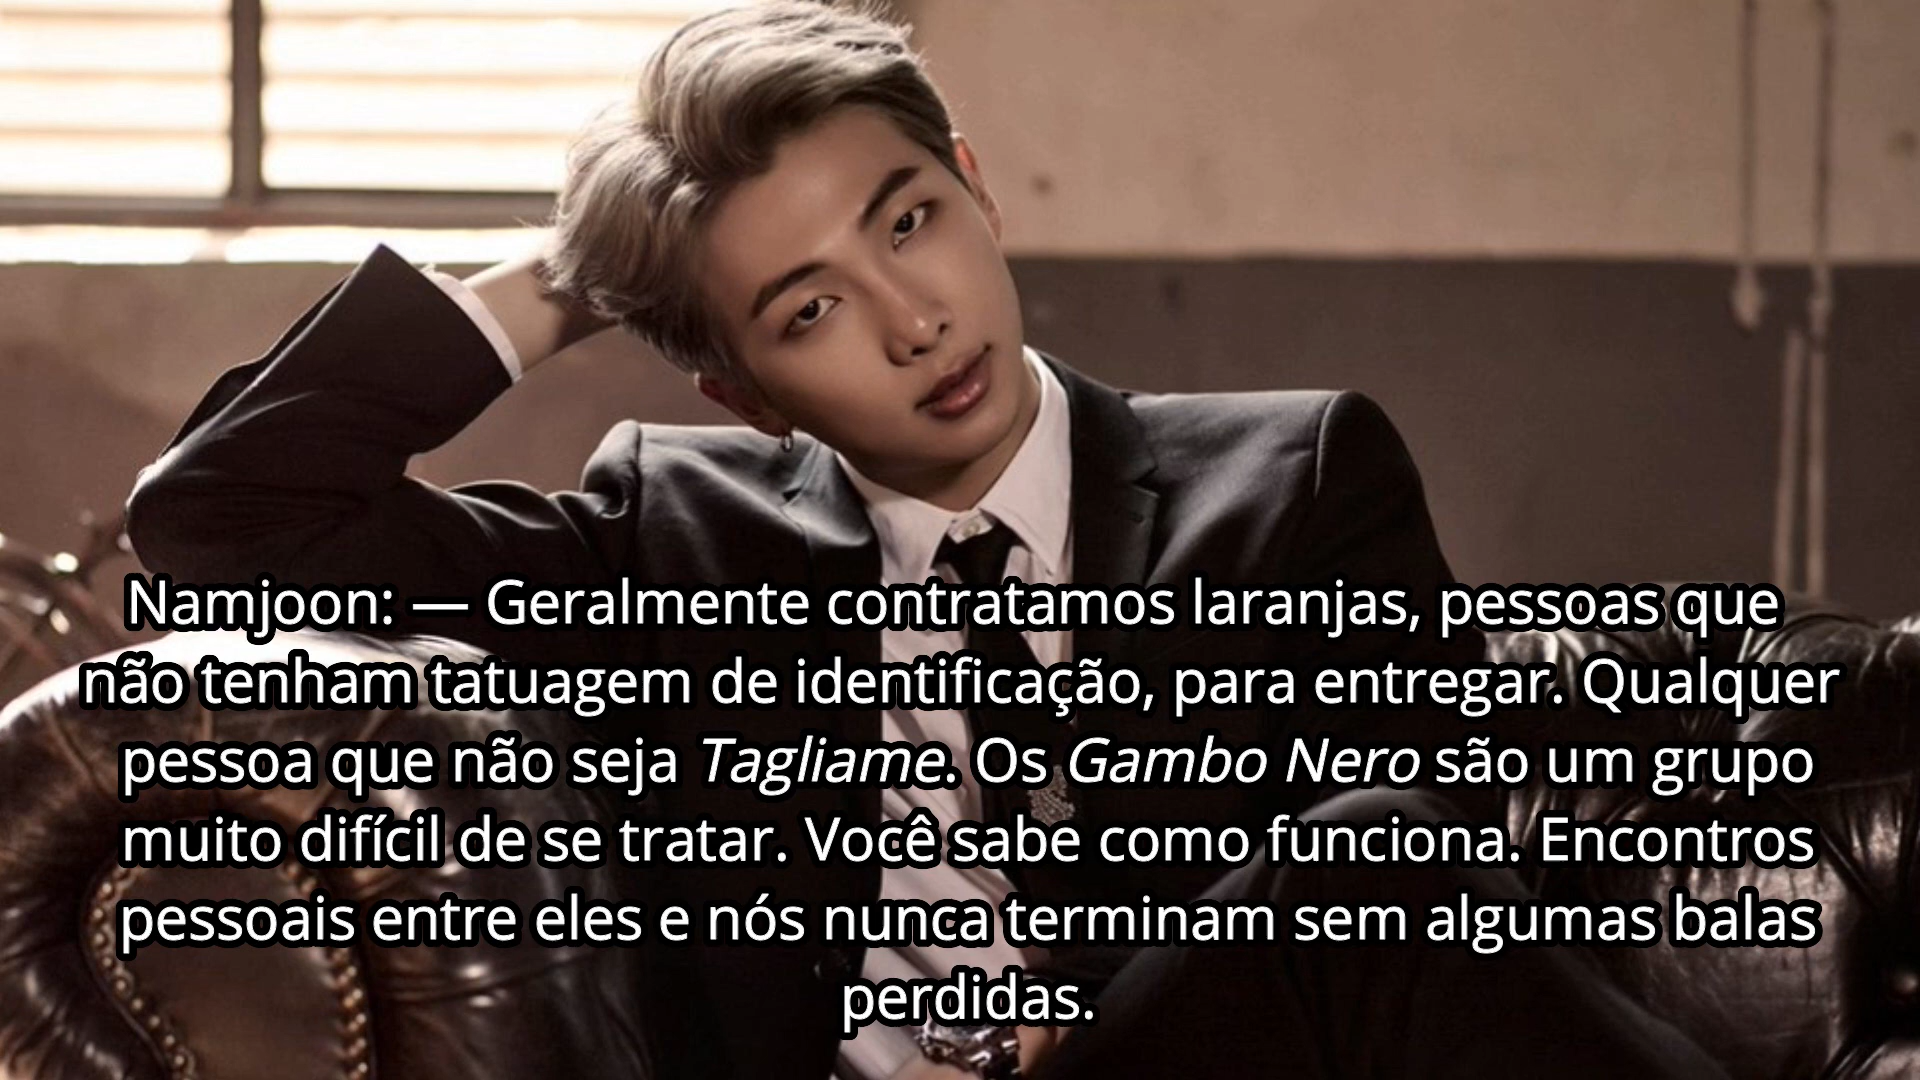 Namjoon: — Geralmente contratamos laranjas, pessoas que
não tenham tatuagem de identificação, para entregar. Qualquer
pessoa que não seja Tagliame. Os Gambo Nero são um grupo
muito difícil de se tratar. Você sabe como funciona. Encontros
pessoais entre eles e nós nunca terminam sem algumas balas
perdidas.